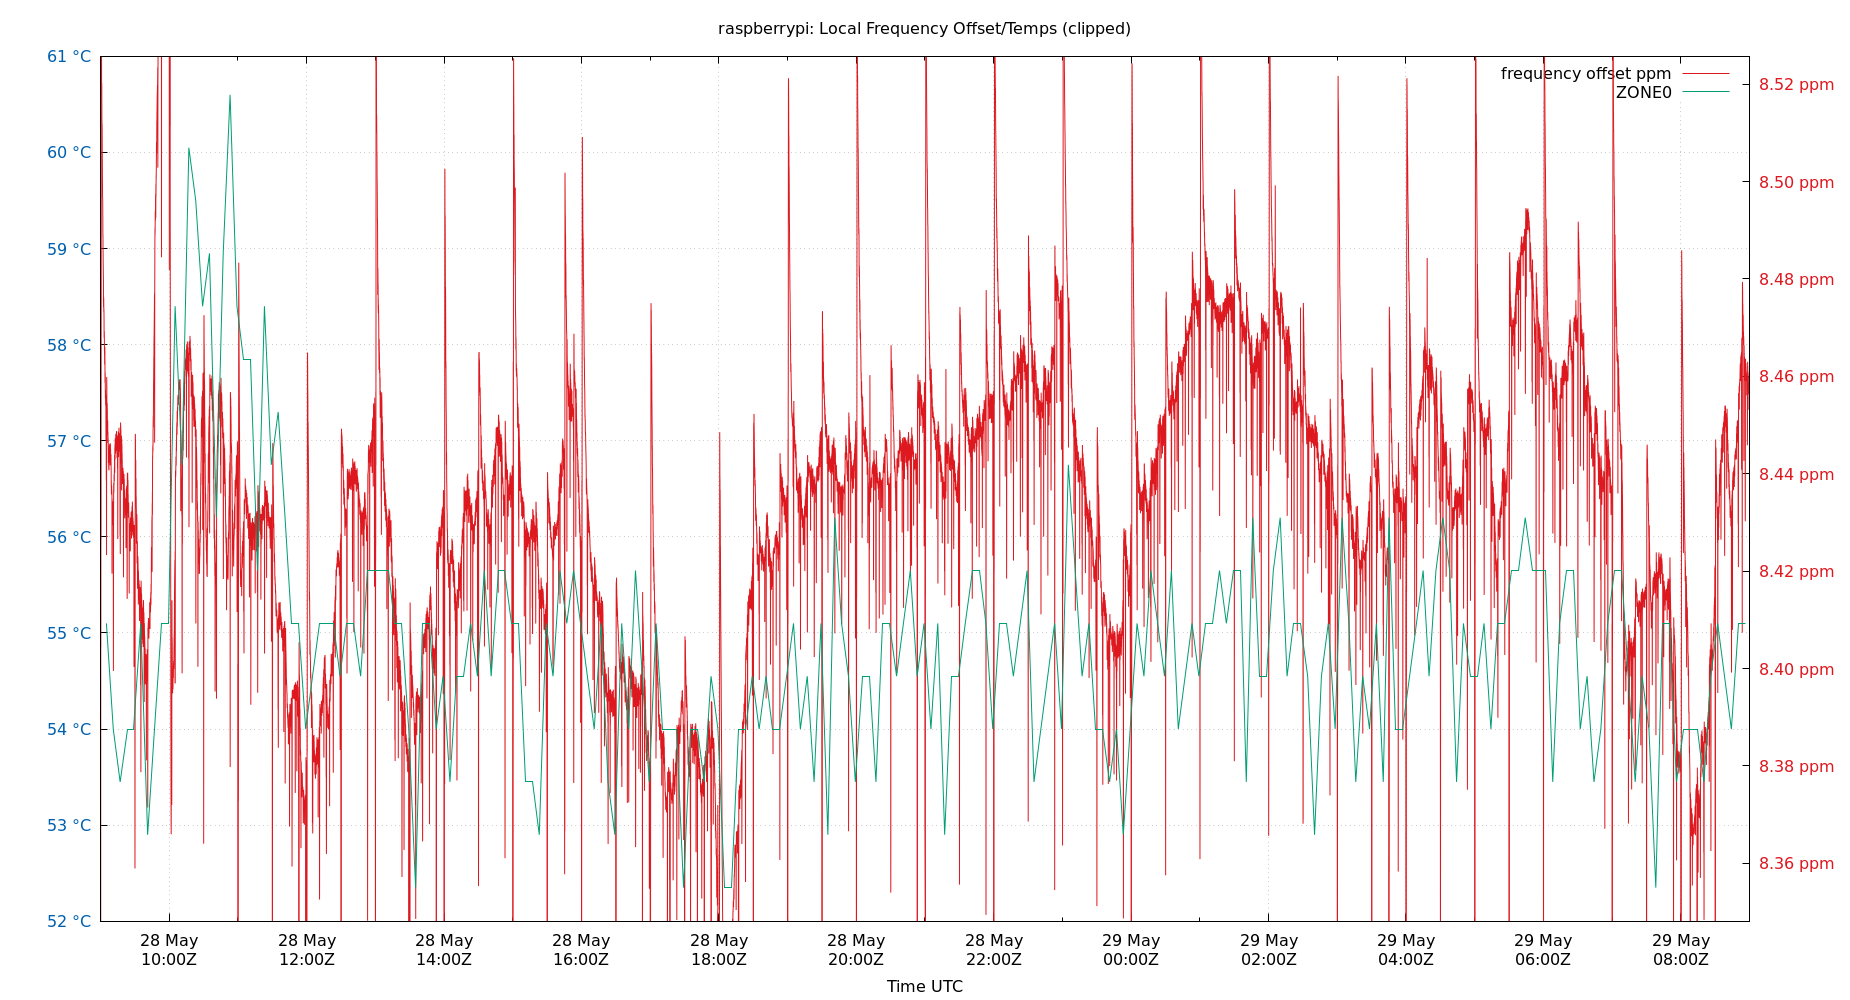 raspberrypi: Local Frequency Offset/Temps (clipped)
61 °C
60 °C
59 °C
58 °C
57 °C
56 °C
55 °C
54 °C
53 °C
52 °C
frequency offset ppm
ZONE0
8.52 ppm
8.50 ppm
8.48 ppm
8.46 ppm
8.44 ppm
8.42 ppm
8.40 ppm
8.38 ppm
8.36 ppm
28 May 28 May 28 May 28 May 28 May 28 May 28 May 29 May 29 May 29 May 29 May 29 May
10:00Z 12:00Z 14:00Z 16:00Z 18:00Z 20:00Z 22:00Z 00:00Z 02:00Z 04:00Z 06:00Z 08:00Z
Time UTC